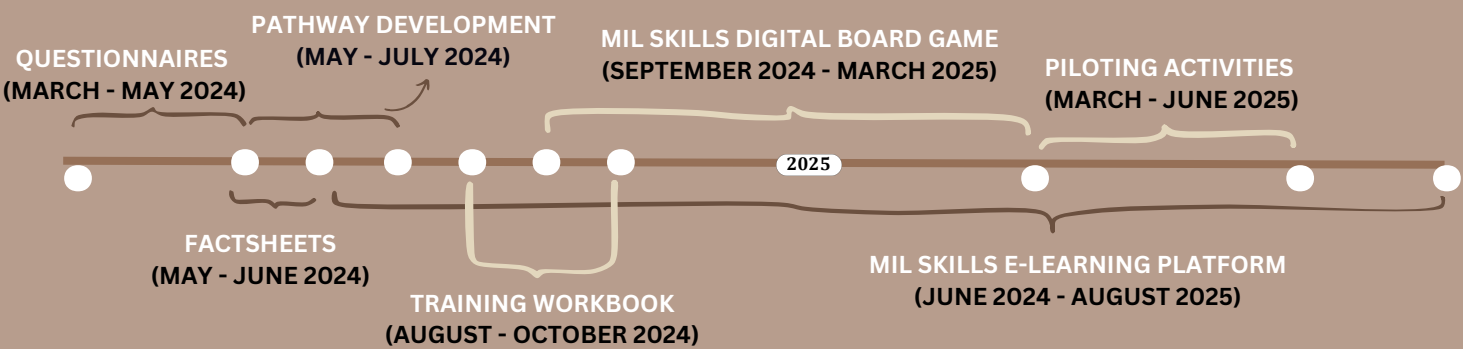 PATHWAY DEVELOPMENT
(MAY - JULY 2024)
QUESTIONNAIRES
(MARCH - MAY 2024)
MIL SKILLS DIGITAL BOARD GAME
(SEPTEMBER 2024 - MARCH 2025)
PILOTING ACTIVITIES
(MARCH - JUNE 2025)
2025
FACTSHEETS
(MAY - JUNE 2024)
TRAINING WORKBOOK
(AUGUST - OCTOBER 2024)
MIL SKILLS E-LEARNING PLATFORM
(JUNE 2024 - AUGUST 2025)